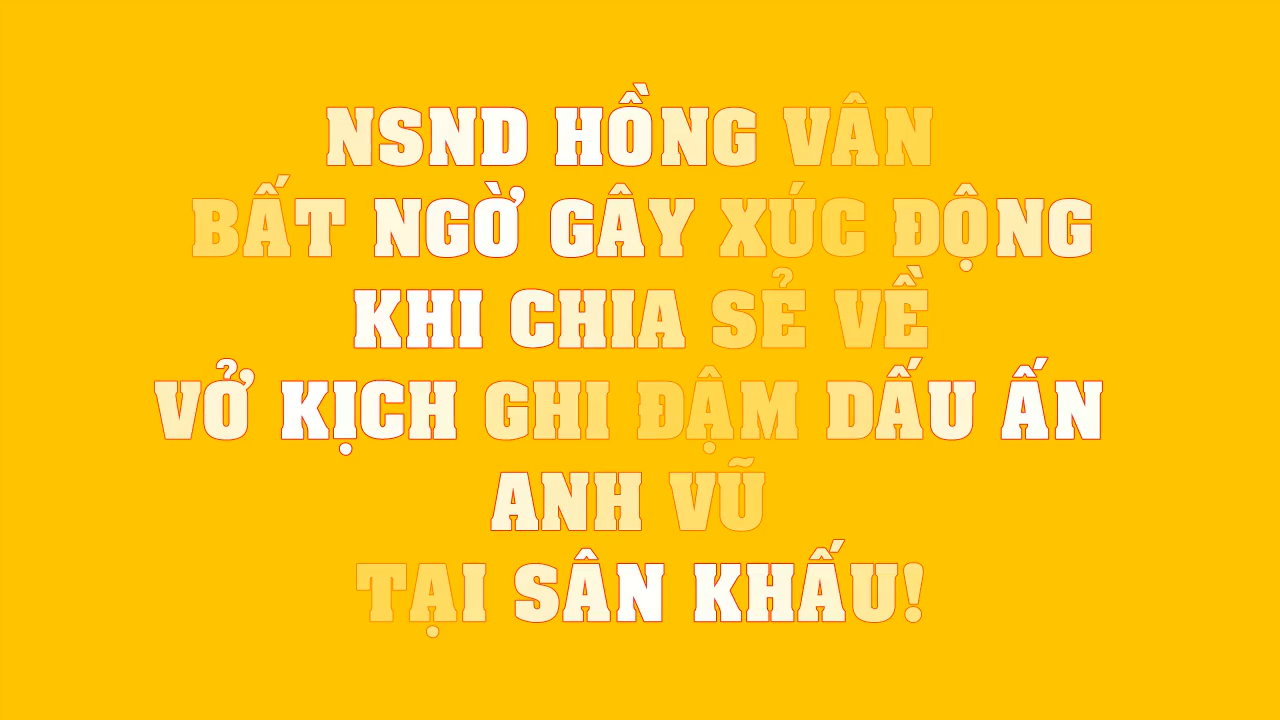 NSND HỒNG VÂN
BẤT NGỜ GÂY XÚC ĐỘNG
KHI CHIA SẺ VỀ
VỞ KỊCH GHI ĐẬM DẤU ẤN
ANH VŨ
TẠI SÂN KHẤU!